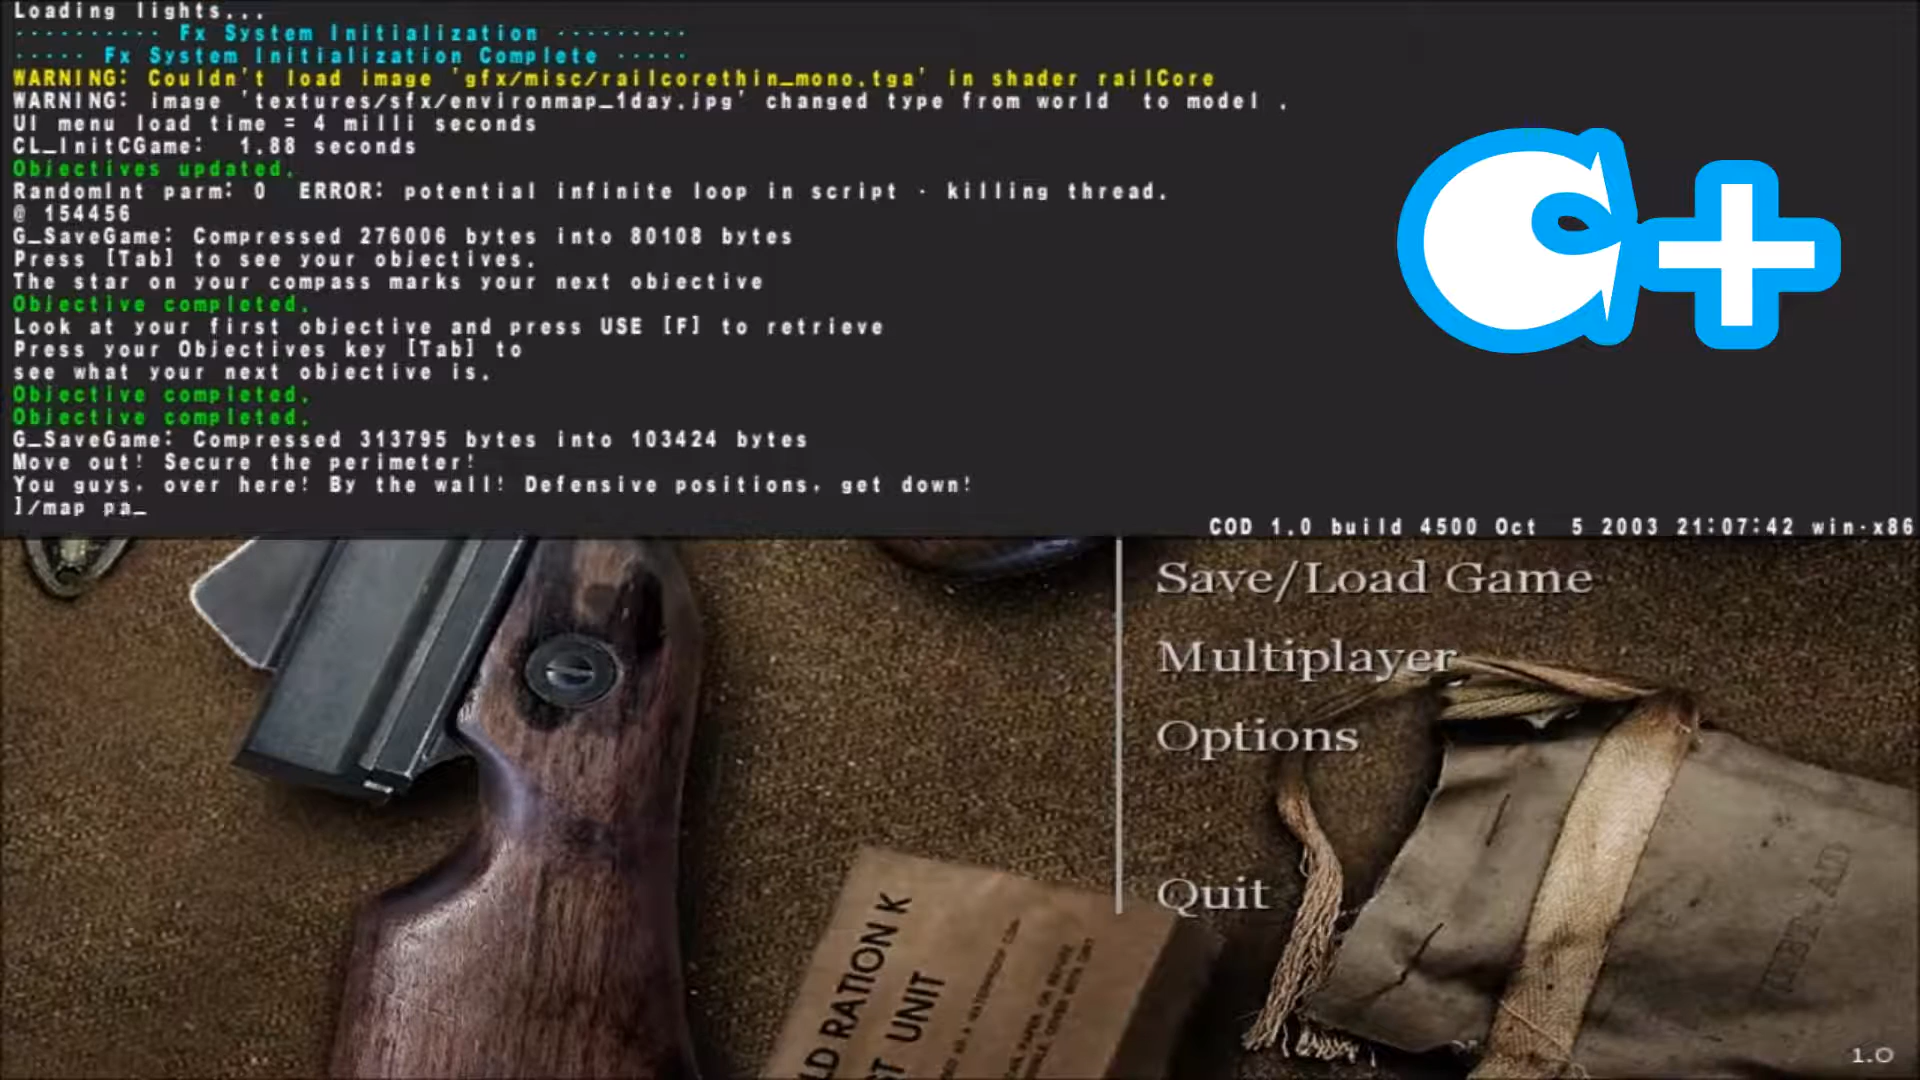 Loading lights...
---------- Fx System Initialization ---------
----- Fx System Initialization Complete -----
WARNING: Couldn't load image 'gfx/misc/railcorethin_mono.tga' in shader railCore
WARNING: image 'textures/sfx/environmap_1day.jpg' changed type from world  to model .
UI menu load time = 4 milli seconds
CL_InitCGame:  1.88 seconds
Objectives updated.
RandomInt parm: 0  ERROR: potential infinite loop in script - killing thread.
@ 154456
G_SaveGame: Compressed 276006 bytes into 80108 bytes
Press [Tab] to see your objectives.
The star on your compass marks your next objective
Objective completed.
Look at your first objective and press USE [F] to retrieve
Press your Objectives key [Tab] to
see what your next objective is.
Objective completed.
Objective completed.
G_SaveGame: Compressed 313795 bytes into 103424 bytes
Move out! Secure the perimeter!
You guys, over here! By the wall! Defensive positions, get down!
]/map pa_
COD 1.0 build 4500 Oct  5 2003 21:07:42 win-x86
C+
Save/Load Game
Multiplayer
Options
Quit
LD RATION K
ST UNIT
1.0